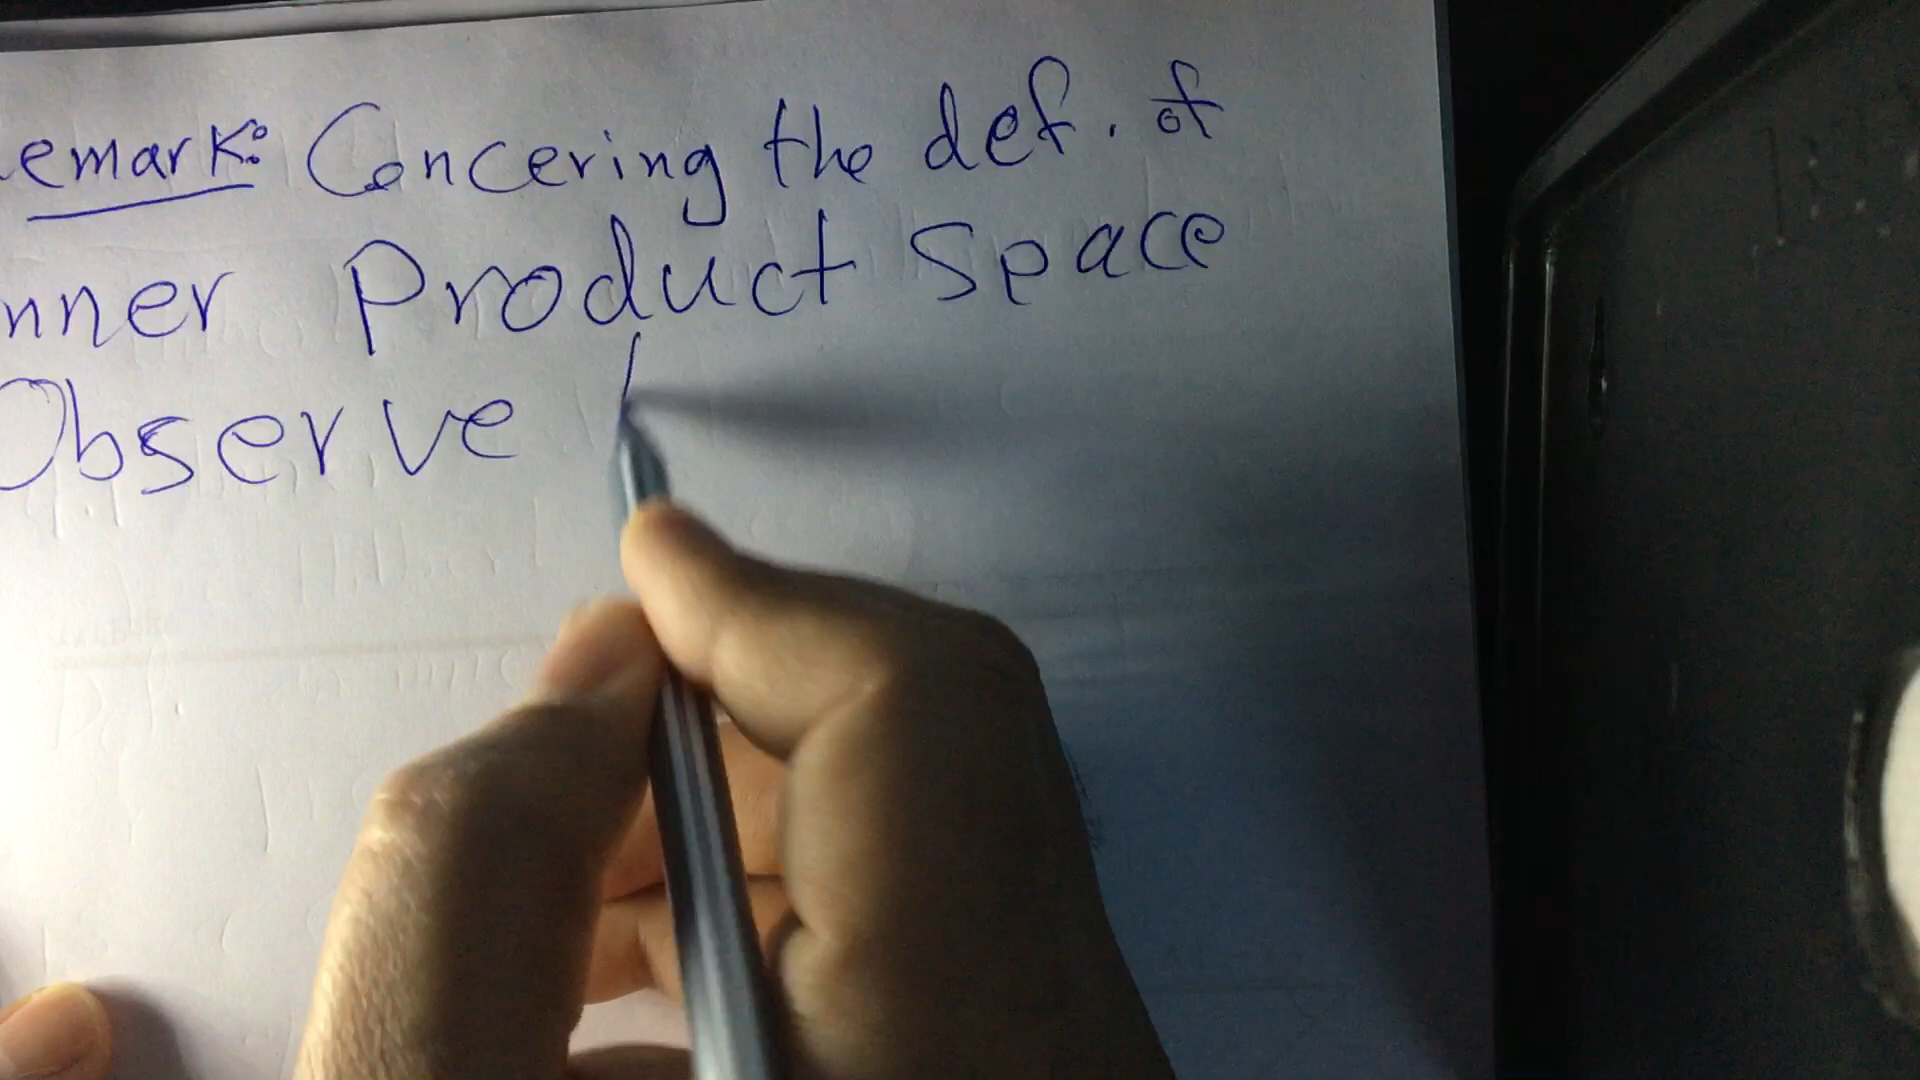 emark: Concering the def. of
nner Product Space
Observe